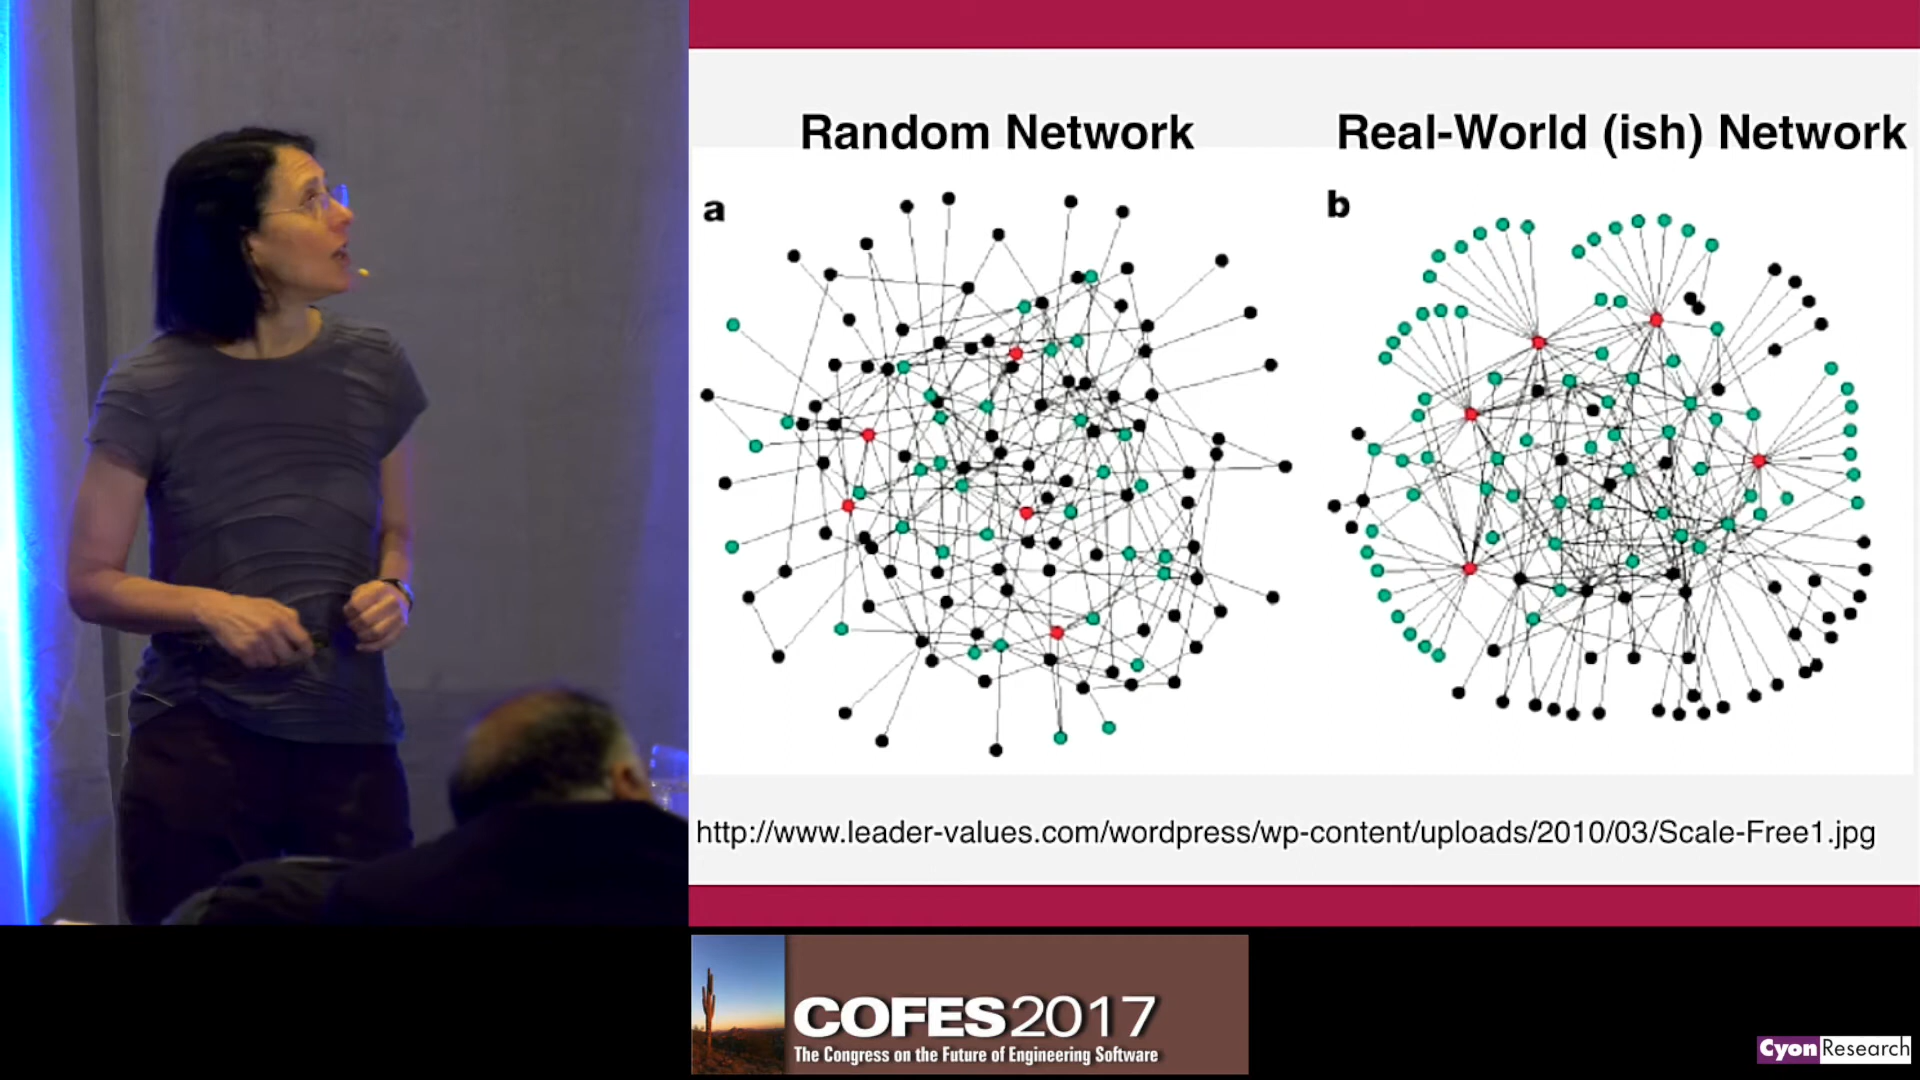 Random Network
Real-World (ish) Network
a
b
http://www.leader-values.com/wordpress/wp-content/uploads/2010/03/Scale-Free1.jpg
COFES2017
The Congress on the Future of Engineering Software
CyonResearch